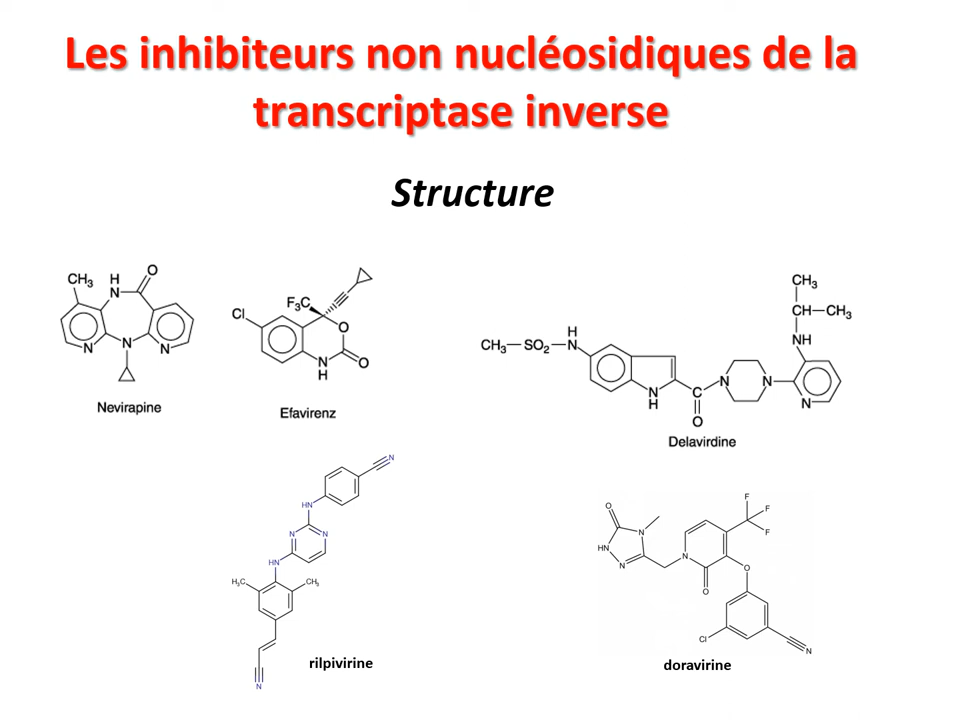 Les inhibiteurs non nucléosidiques de la
transcriptase inverse
Structure
CH3
H
N
O
N
N
N
Nevirapine
Cl
F3C
O
N
H
O
Efavirenz
CH3
CH—CH3
NH
CH3—SO2—N
H
N
H
C
O
N
N
N
Delavirdine
N
HN
N
N
HN
H3C
CH3
N
rilpivirine
O
N
HN
N
N
O
F
F
F
O
Cl
N
doravirine